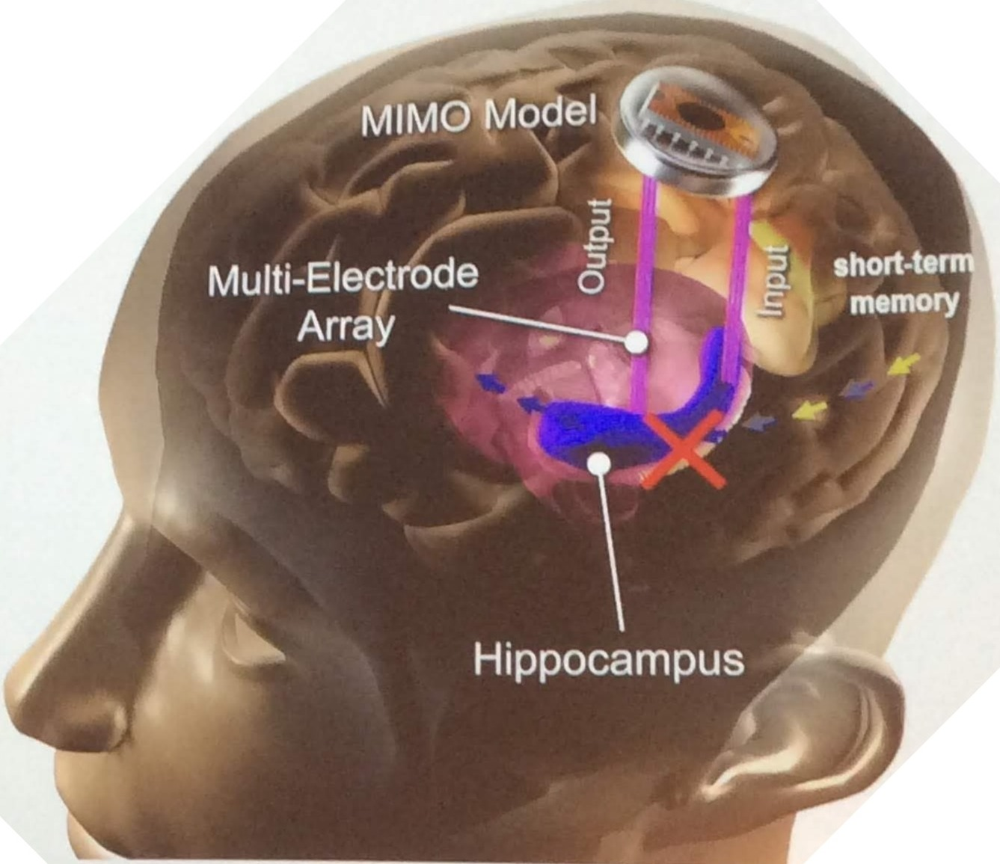 MIMO Model
Output
Input
short-term
memory
Multi-Electrode
Array
Hippocampus